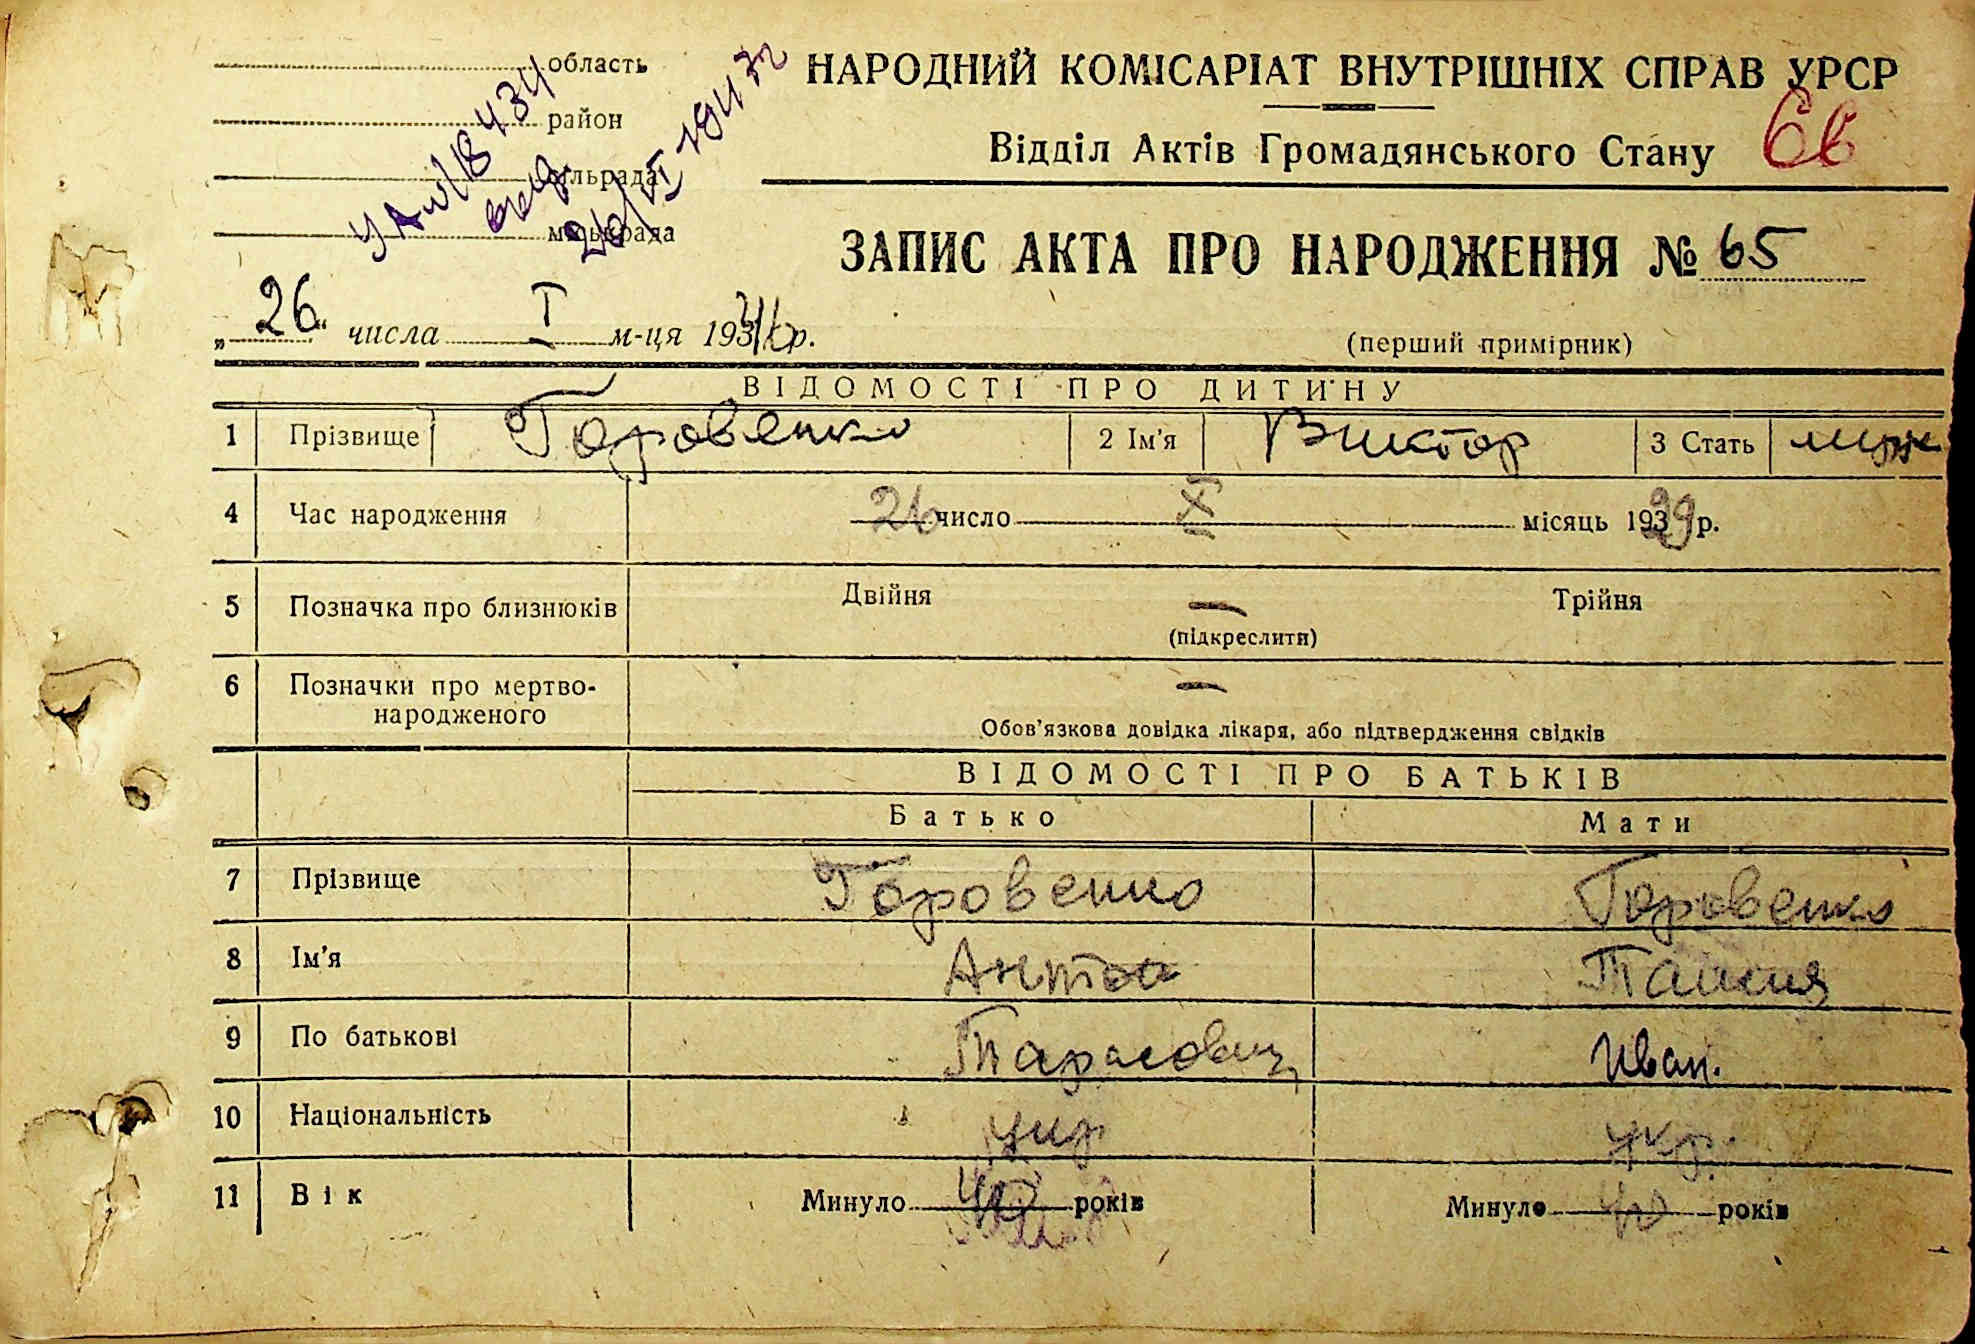 область
НАРОДНИЙ КОМІСАРІАТ ВНУТРІШНІХ СПРАВ УРСР
район
Відділ Актів Громадянського Стану
сільрада
міськрада
ЗАПИС АКТА ПРО НАРОДЖЕННЯ № 65
„26“ числа I м-ця 1941 р.
(перший примірник)
ВІДОМОСТІ ПРО ДИТИНУ
1 Прізвище Горовенко 2 Ім'я Виктор 3 Стать муж
4 Час народження 26 число місяць 1939 р.
5 Позначка про близнюків Двійня — Трійня
(підкреслити)
6 Позначки про мертво-
народженого —
Обов'язкова довідка лікаря, або підтвердження свідків
ВІДОМОСТІ ПРО БАТЬКІВ
Батько Мати
7 Прізвище Горовенко Горовенко
8 Ім'я Антон Таисия
9 По батькові Тарасович Иван.
10 Національність укр укр.
11 Вік Минуло 40 років Минуло 40 років